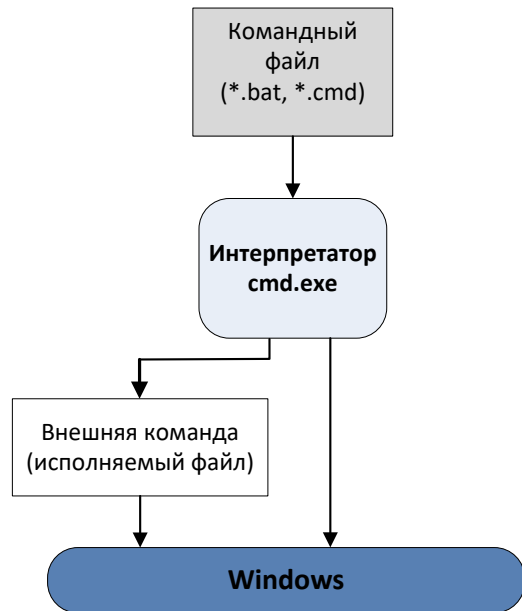 Командный
файл
(*.bat, *.cmd)
Интерпретатор
cmd.exe
Внешняя команда
(исполняемый файл)
Windows